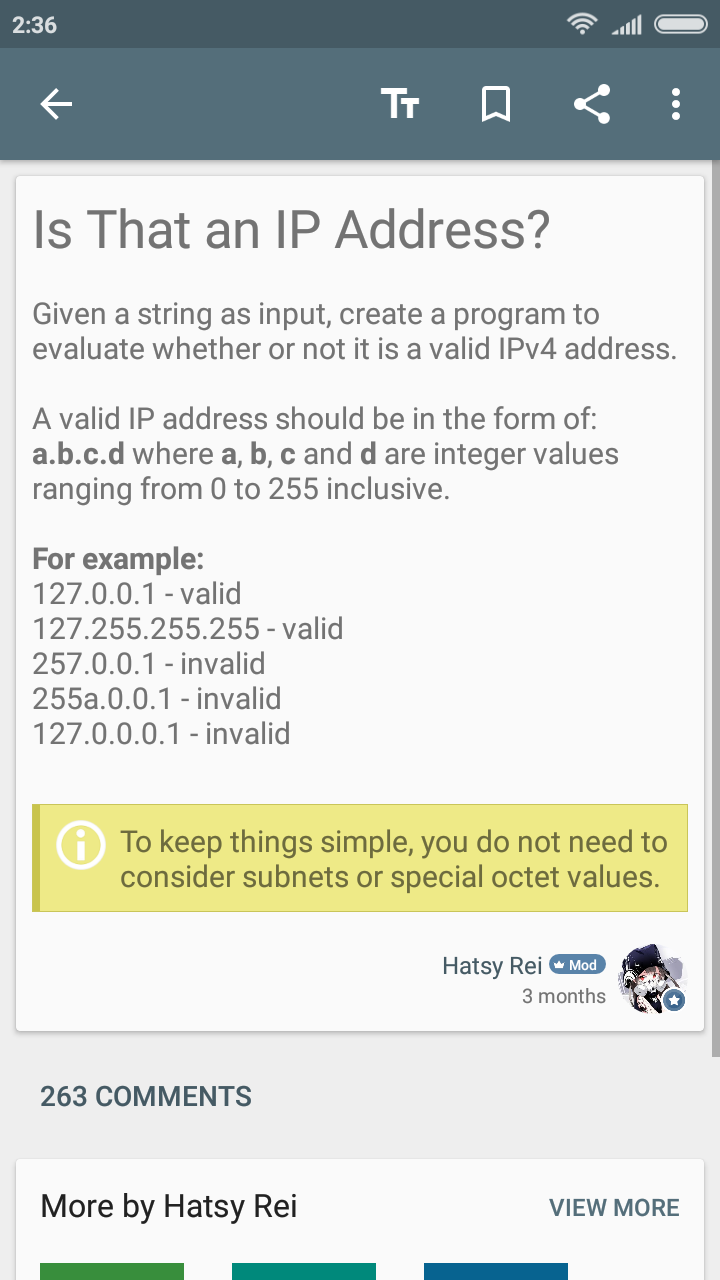 2:36
TT
Is That an IP Address?
Given a string as input, create a program to
evaluate whether or not it is a valid IPv4 address.
A valid IP address should be in the form of:
a.b.c.d where a, b, c and d are integer values
ranging from 0 to 255 inclusive.
For example:
127.0.0.1 - valid
127.255.255.255 - valid
257.0.0.1 - invalid
255a.0.0.1 - invalid
127.0.0.0.1 - invalid
To keep things simple, you do not need to
consider subnets or special octet values.
Hatsy Rei Mod
3 months
263 COMMENTS
More by Hatsy Rei VIEW MORE